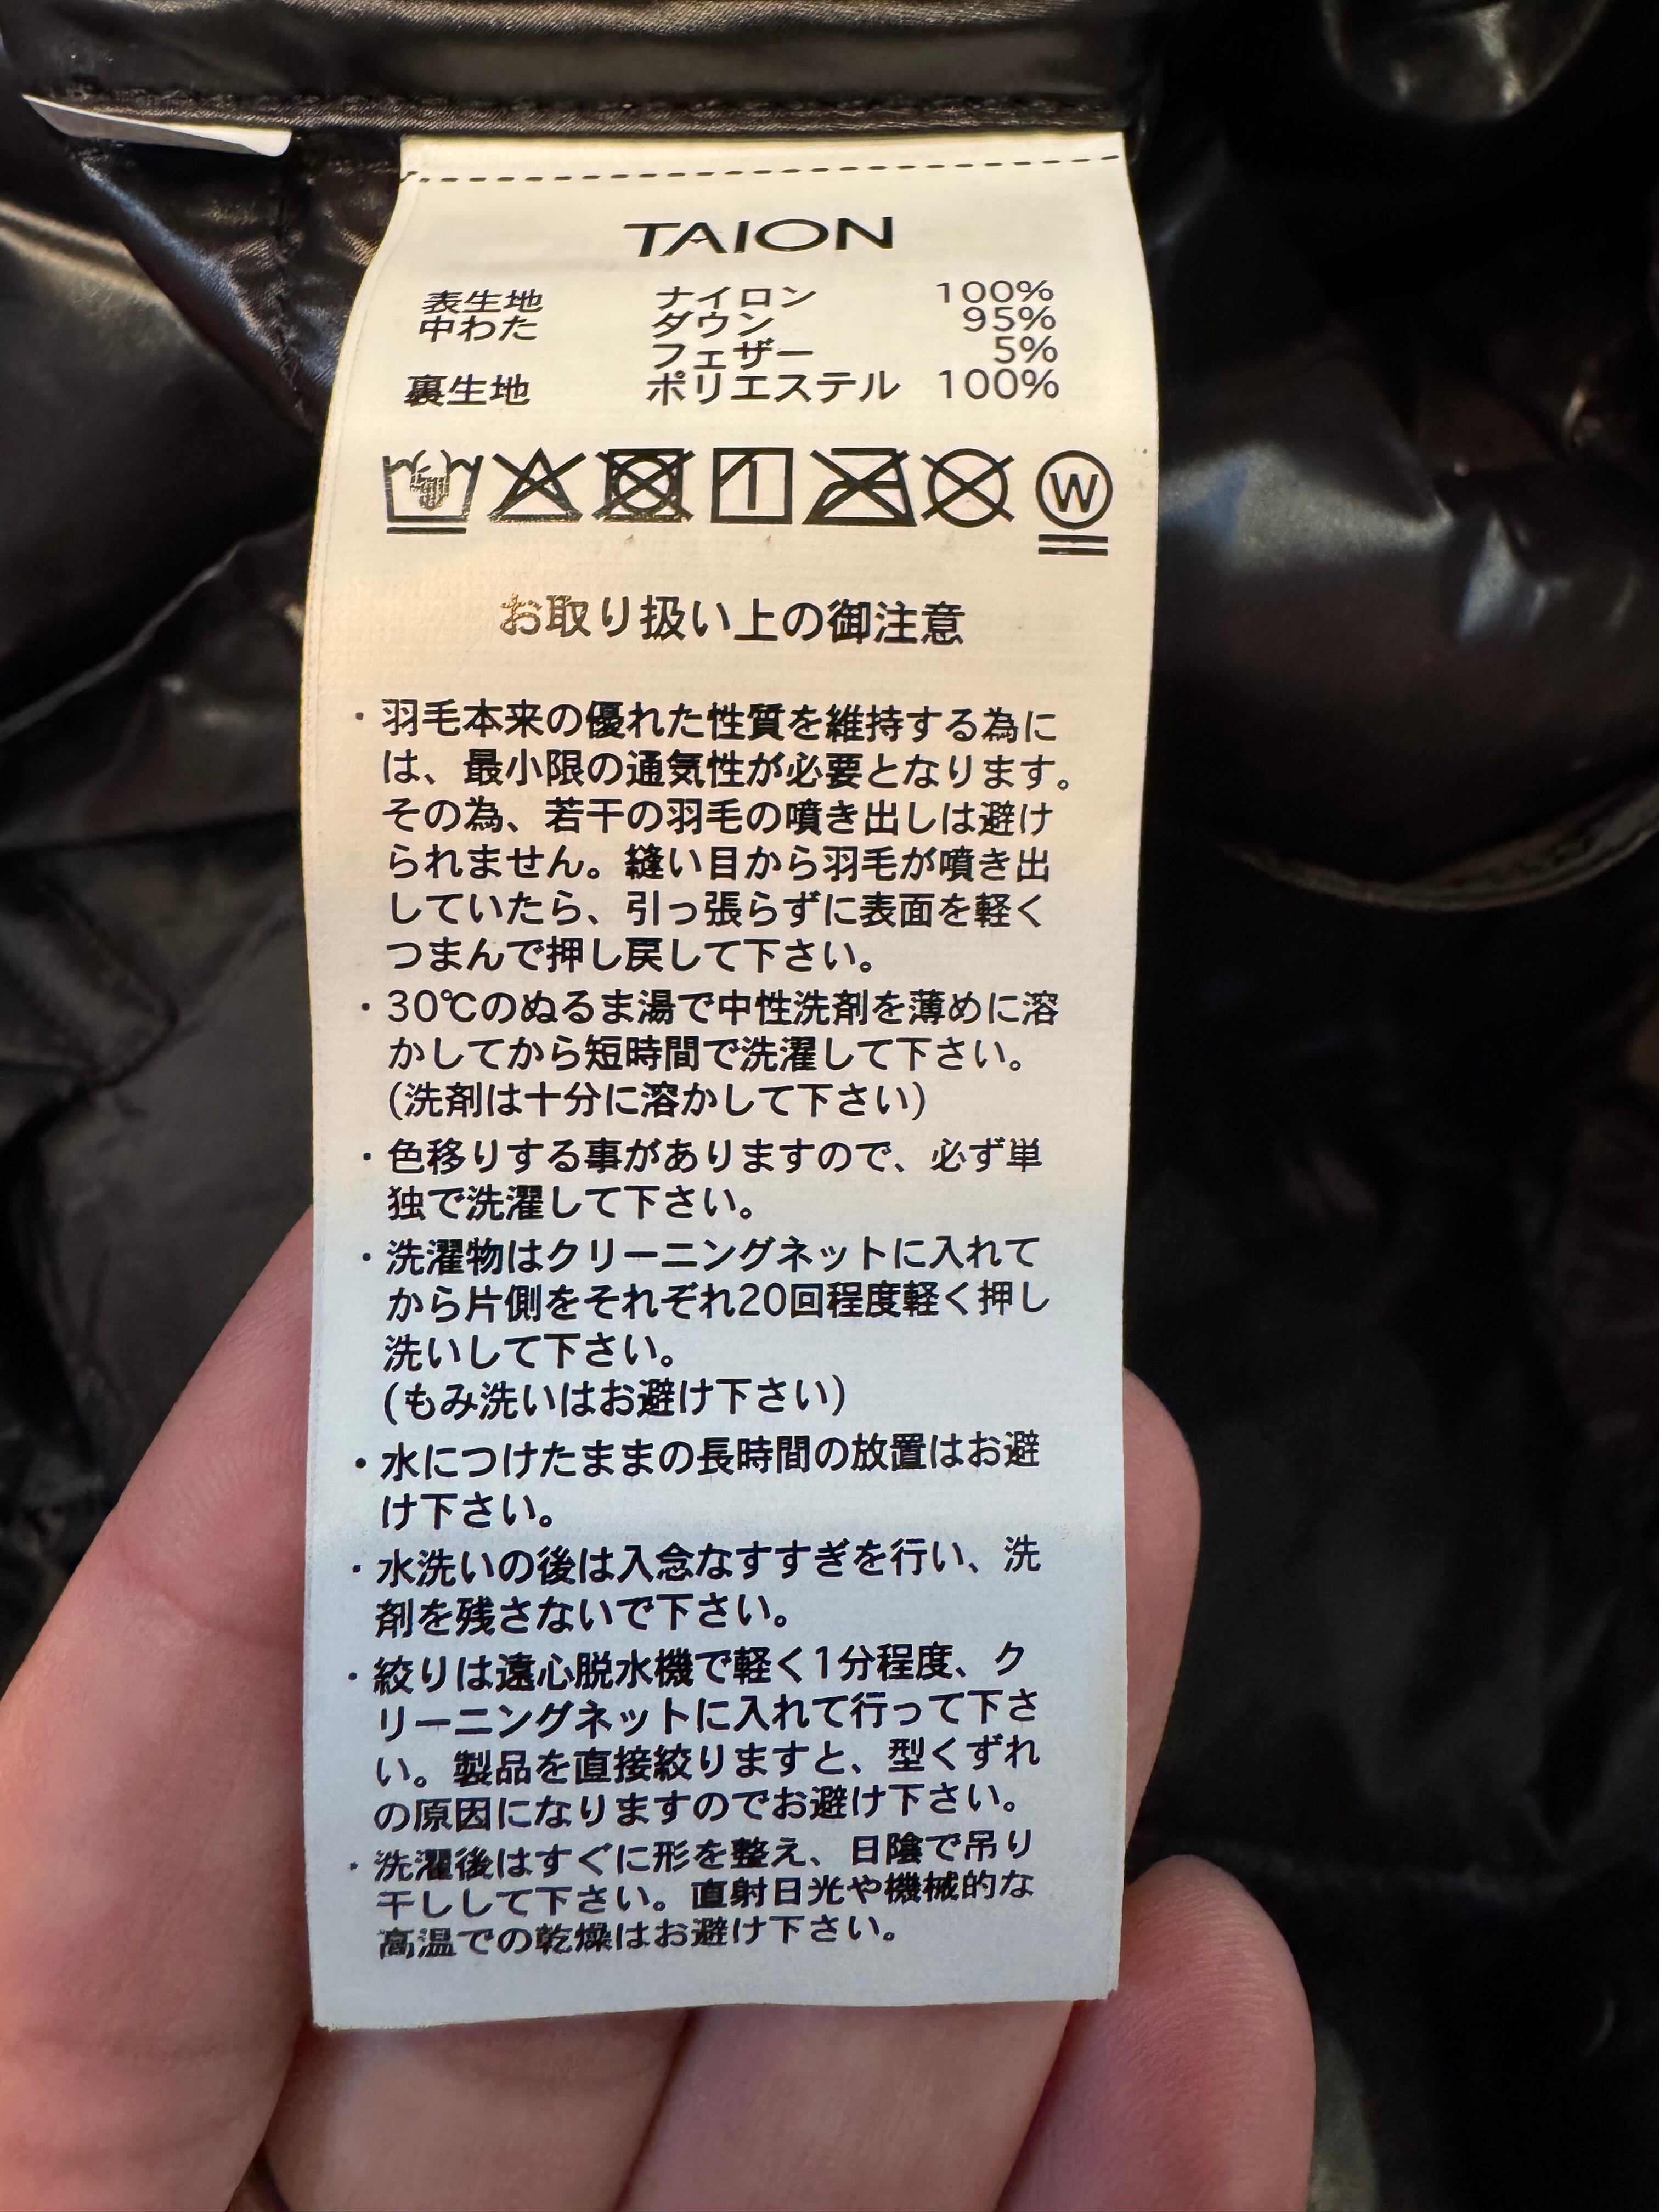 TAION
表生地 ナイロン 100%
中わた ダウン 95%
フェザー 5%
裏生地 ポリエステル 100%
W
お取り扱い上の御注意
・羽毛本来の優れた性質を維持する為に
は、最小限の通気性が必要となります。
その為、若干の羽毛の噴き出しは避け
られません。縫い目から羽毛が噴き出
していたら、引っ張らずに表面を軽く
つまんで押し戻して下さい。
・30℃のぬるま湯で中性洗剤を薄めに溶
かしてから短時間で洗濯して下さい。
(洗剤は十分に溶かして下さい)
・色移りする事がありますので、必ず単
独で洗濯して下さい。
・洗濯物はクリーニングネットに入れて
から片側をそれぞれ20回程度軽く押し
洗いして下さい。
(もみ洗いはお避け下さい)
・水につけたままの長時間の放置はお避
け下さい。
・水洗いの後は入念なすすぎを行い、洗
剤を残さないで下さい。
・絞りは遠心脱水機で軽く1分程度、ク
リーニングネットに入れて行って下さ
い。製品を直接絞りますと、型くずれ
の原因になりますのでお避け下さい。
・洗濯後はすぐに形を整え、日陰で吊り
干しして下さい。直射日光や機械的な
高温での乾燥はお避け下さい。